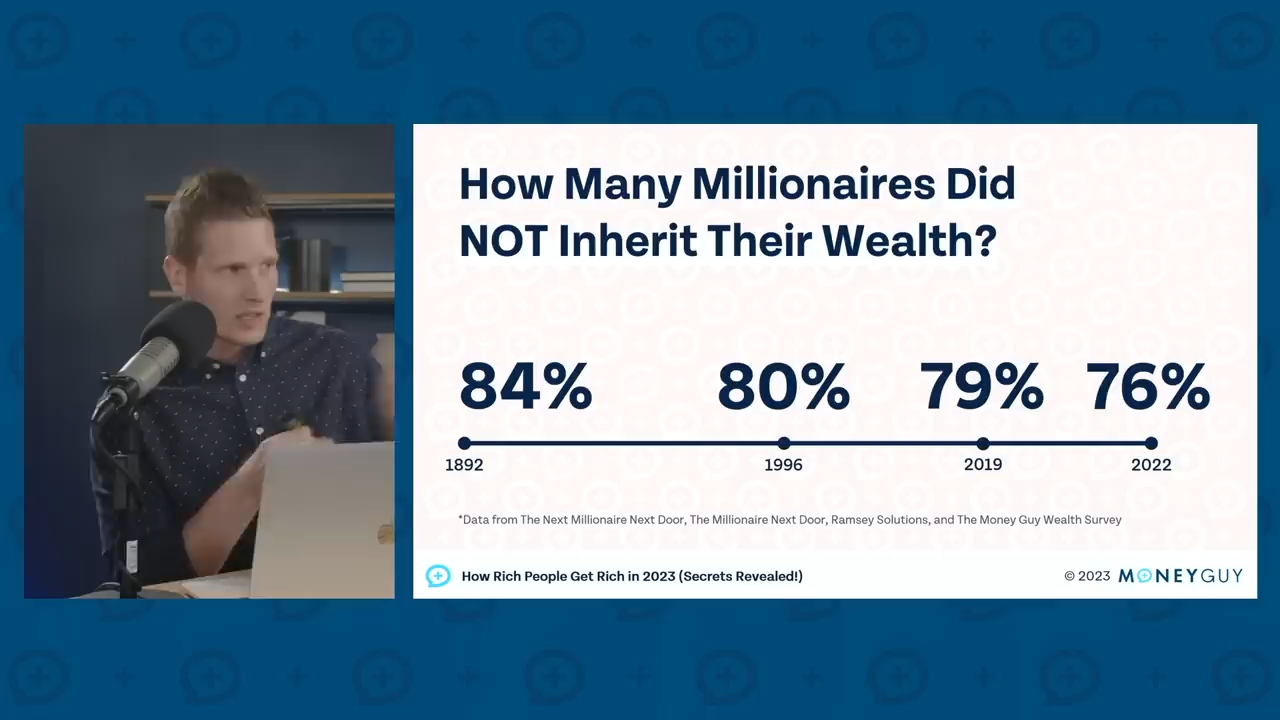 How Many Millionaires Did
NOT Inherit Their Wealth?
84% 80% 79% 76%
1892 1996 2019 2022
*Data from The Next Millionaire Next Door, The Millionaire Next Door, Ramsey Solutions, and The Money Guy Wealth Survey
How Rich People Get Rich in 2023 (Secrets Revealed!) © 2023 MONEYGUY